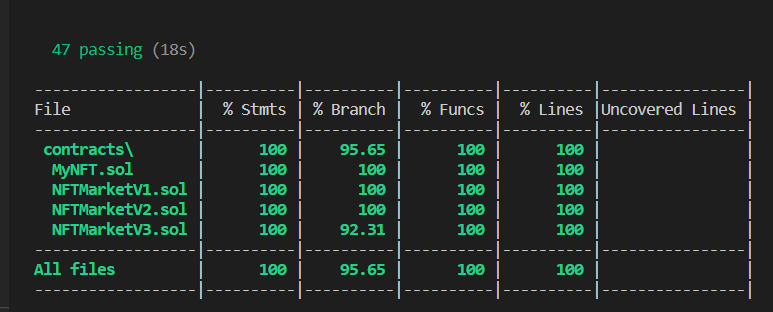 47 passing (18s)
-----------------|----------|----------|----------|----------|----------------|
File             |  % Stmts | % Branch |  % Funcs |  % Lines |Uncovered Lines |
-----------------|----------|----------|----------|----------|----------------|
 contracts\      |      100 |    95.65 |      100 |      100 |                |
  MyNFT.sol      |      100 |      100 |      100 |      100 |                |
  NFTMarketV1.sol |      100 |      100 |      100 |      100 |                |
  NFTMarketV2.sol |      100 |      100 |      100 |      100 |                |
  NFTMarketV3.sol |      100 |    92.31 |      100 |      100 |                |
-----------------|----------|----------|----------|----------|----------------|
All files        |      100 |    95.65 |      100 |      100 |                |
-----------------|----------|----------|----------|----------|----------------|